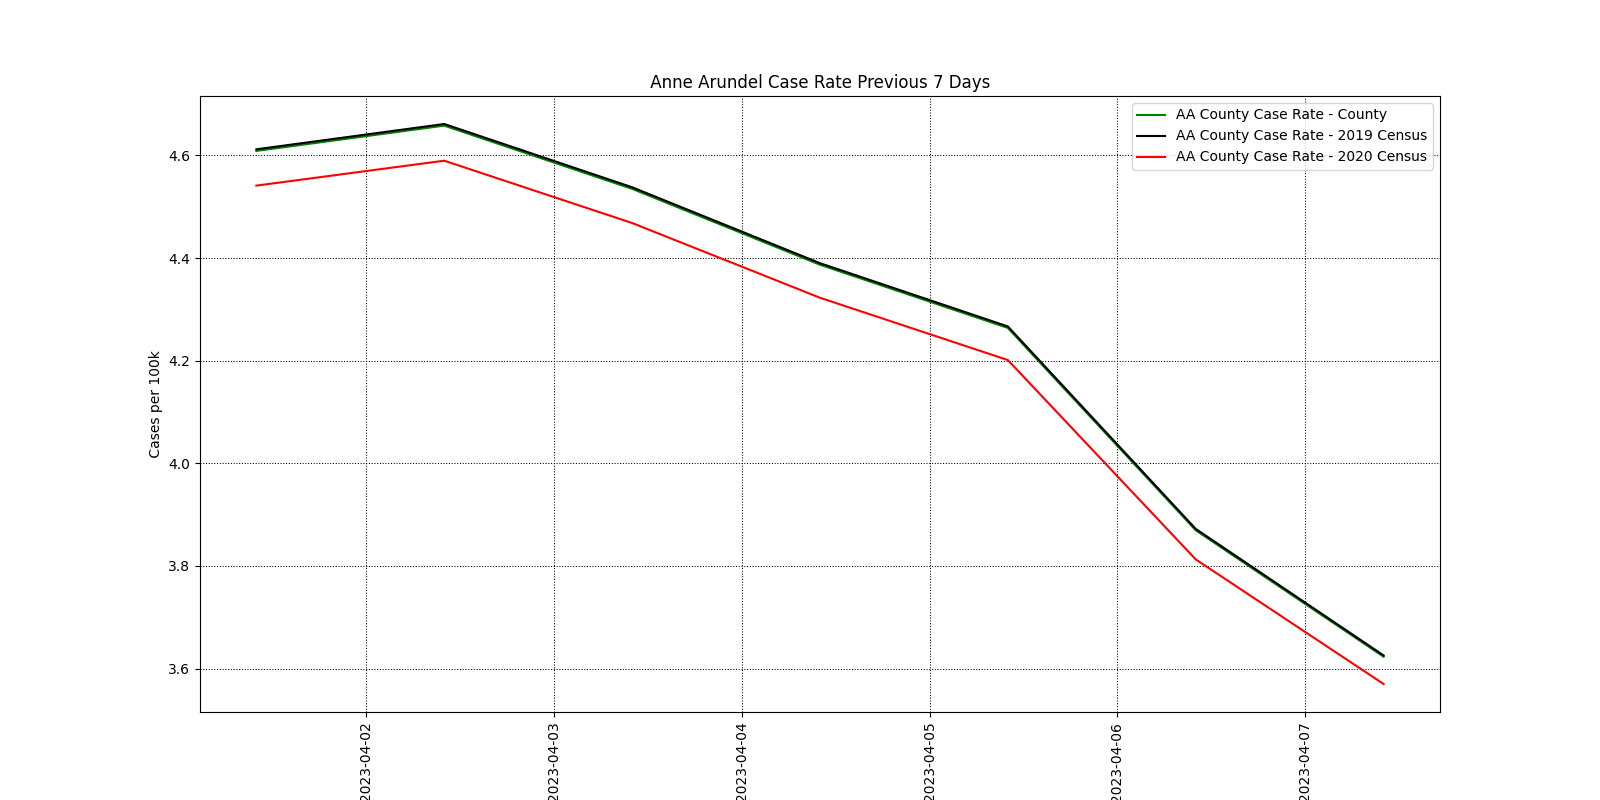 Anne Arundel Case Rate Previous 7 Days
AA County Case Rate - County
AA County Case Rate - 2019 Census
AA County Case Rate - 2020 Census
Cases per 100k
4.6
4.4
4.2
4.0
3.8
3.6
2023-04-02
2023-04-03
2023-04-04
2023-04-05
2023-04-06
2023-04-07